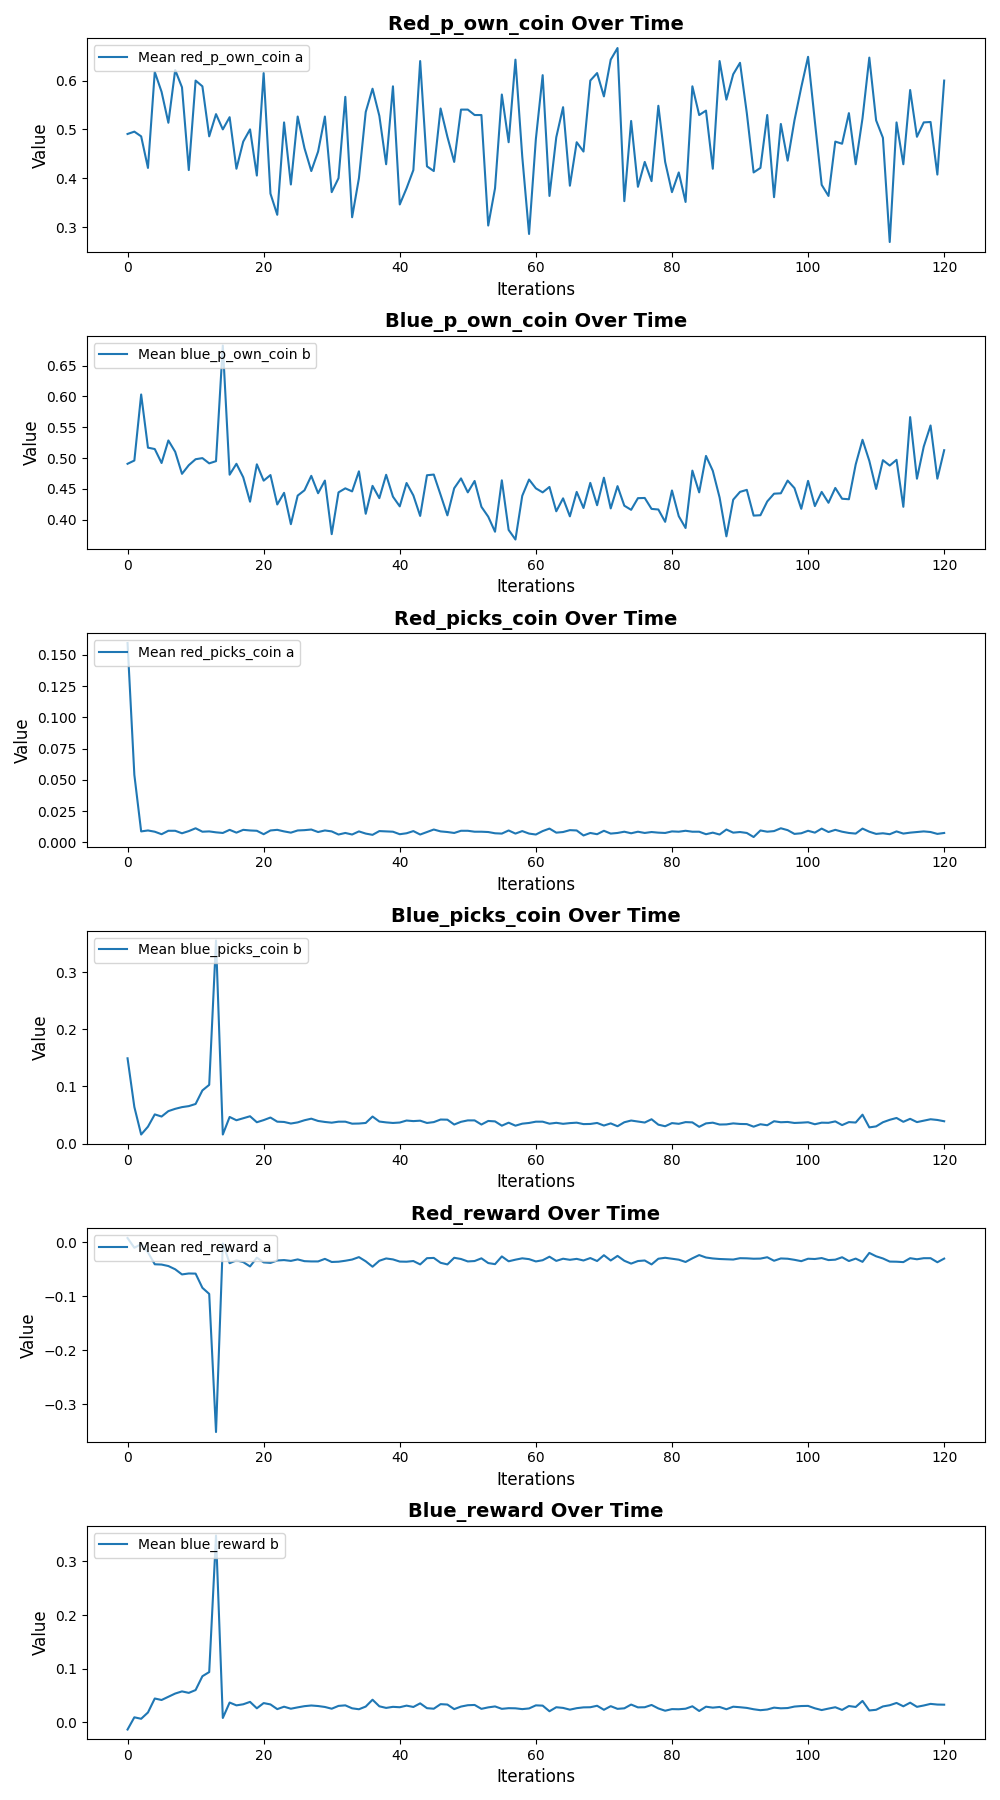 Red_p_own_coin Over Time
Mean red_p_own_coin a
Value
0.6
0.5
0.4
0.3
0 20 40 60 80 100 120
Iterations
Blue_p_own_coin Over Time
Mean blue_p_own_coin b
Value
0.65
0.60
0.55
0.50
0.45
0.40
0 20 40 60 80 100 120
Iterations
Red_picks_coin Over Time
Mean red_picks_coin a
Value
0.150
0.125
0.100
0.075
0.050
0.025
0.000
0 20 40 60 80 100 120
Iterations
Blue_picks_coin Over Time
Mean blue_picks_coin b
Value
0.3
0.2
0.1
0.0
0 20 40 60 80 100 120
Iterations
Red_reward Over Time
Mean red_reward a
Value
0.0
−0.1
−0.2
−0.3
0 20 40 60 80 100 120
Iterations
Blue_reward Over Time
Mean blue_reward b
Value
0.3
0.2
0.1
0.0
0 20 40 60 80 100 120
Iterations